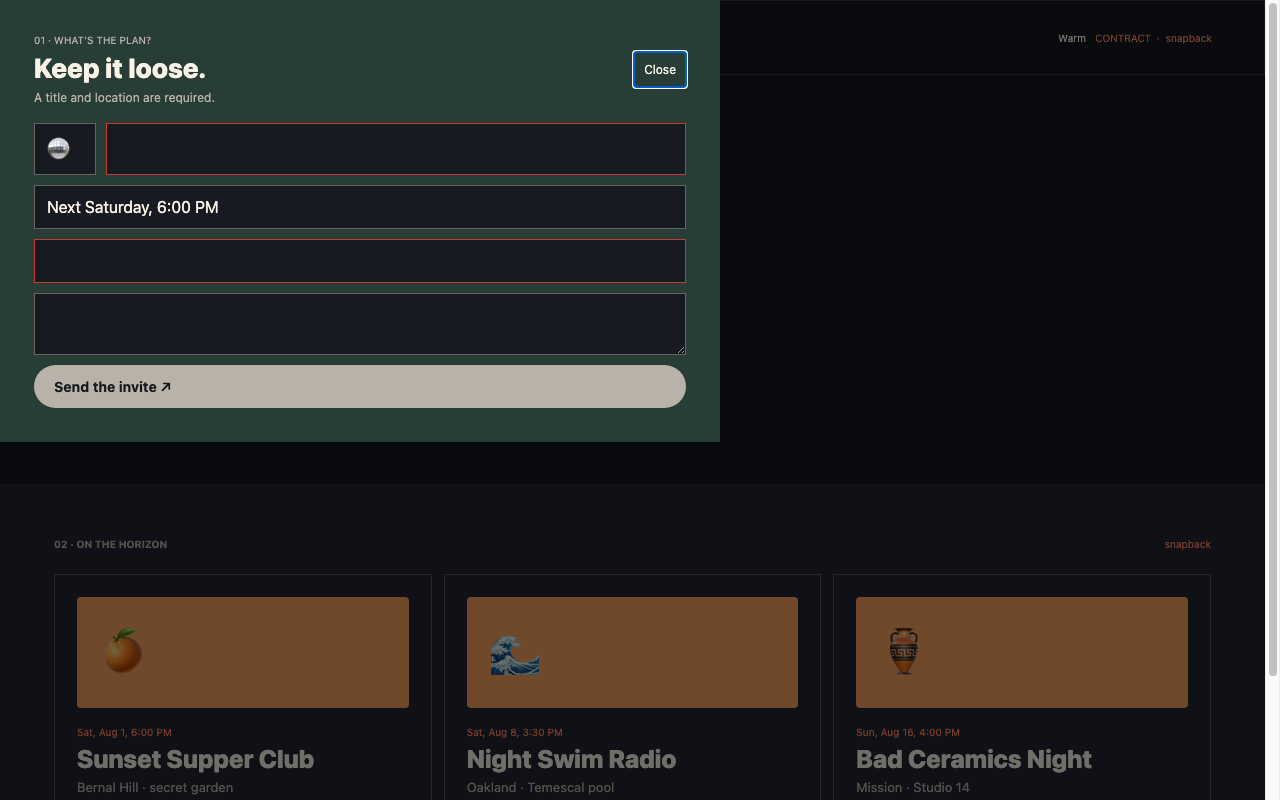 01 · WHAT'S THE PLAN?
Keep it loose.
A title and location are required.
Close
Warm CONTRACT · snapback
Next Saturday, 6:00 PM
Send the invite ↗
02 · ON THE HORIZON
snapback
Sat, Aug 1, 6:00 PM
Sunset Supper Club
Bernal Hill · secret garden
Sat, Aug 8, 3:30 PM
Night Swim Radio
Oakland · Temescal pool
Sun, Aug 16, 4:00 PM
Bad Ceramics Night
Mission · Studio 14